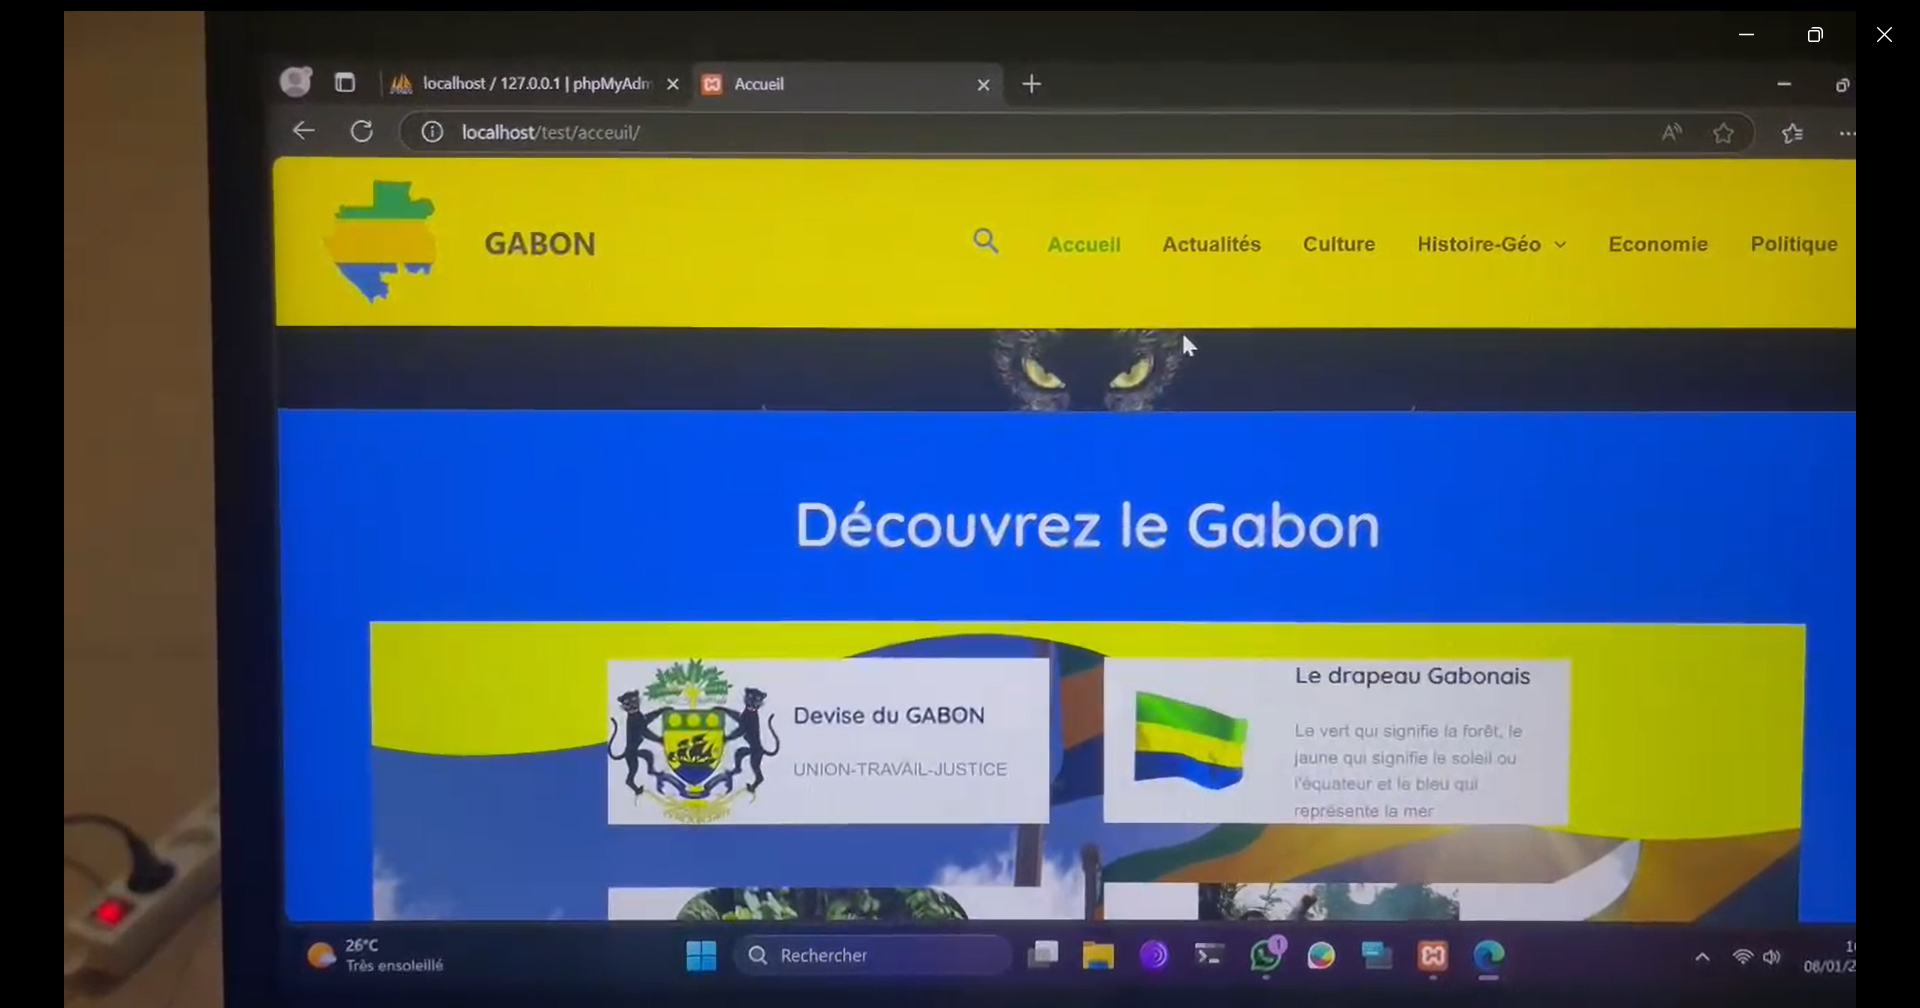 localhost / 127.0.0.1 | phpMyAdm
Accueil
localhost/test/acceuil/
GABON
Accueil
Actualités
Culture
Histoire-Géo
Economie
Politique
Découvrez le Gabon
Devise du GABON
UNION-TRAVAIL-JUSTICE
Le drapeau Gabonais
Le vert qui signifie la forêt, le
jaune qui signifie le soleil ou
l'équateur et le bleu qui
représente la mer
26°C
Très ensoleillé
Rechercher
1
08/01/2